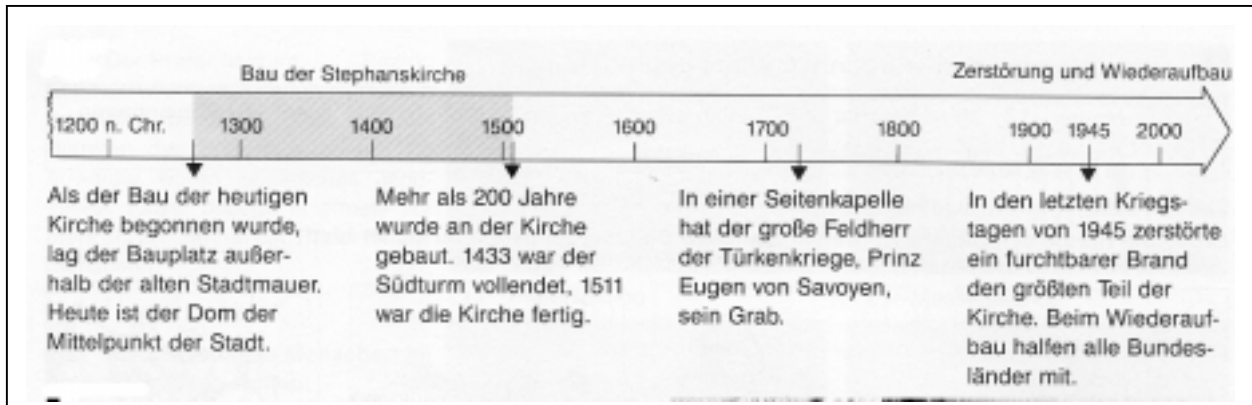 Bau der Stephanskirche
Zerstörung und Wiederaufbau
1200 n. Chr. 1300 1400 1500 1600 1700 1800 1900 1945 2000
Als der Bau der heutigen
Kirche begonnen wurde,
lag der Bauplatz außer-
halb der alten Stadtmauer.
Heute ist der Dom der
Mittelpunkt der Stadt.
Mehr als 200 Jahre
wurde an der Kirche
gebaut. 1433 war der
Südturm vollendet, 1511
war die Kirche fertig.
In einer Seitenkapelle
hat der große Feldherr
der Türkenkriege, Prinz
Eugen von Savoyen,
sein Grab.
In den letzten Kriegs-
tagen von 1945 zerstörte
ein furchtbarer Brand
den größten Teil der
Kirche. Beim Wiederauf-
bau halfen alle Bundes-
länder mit.